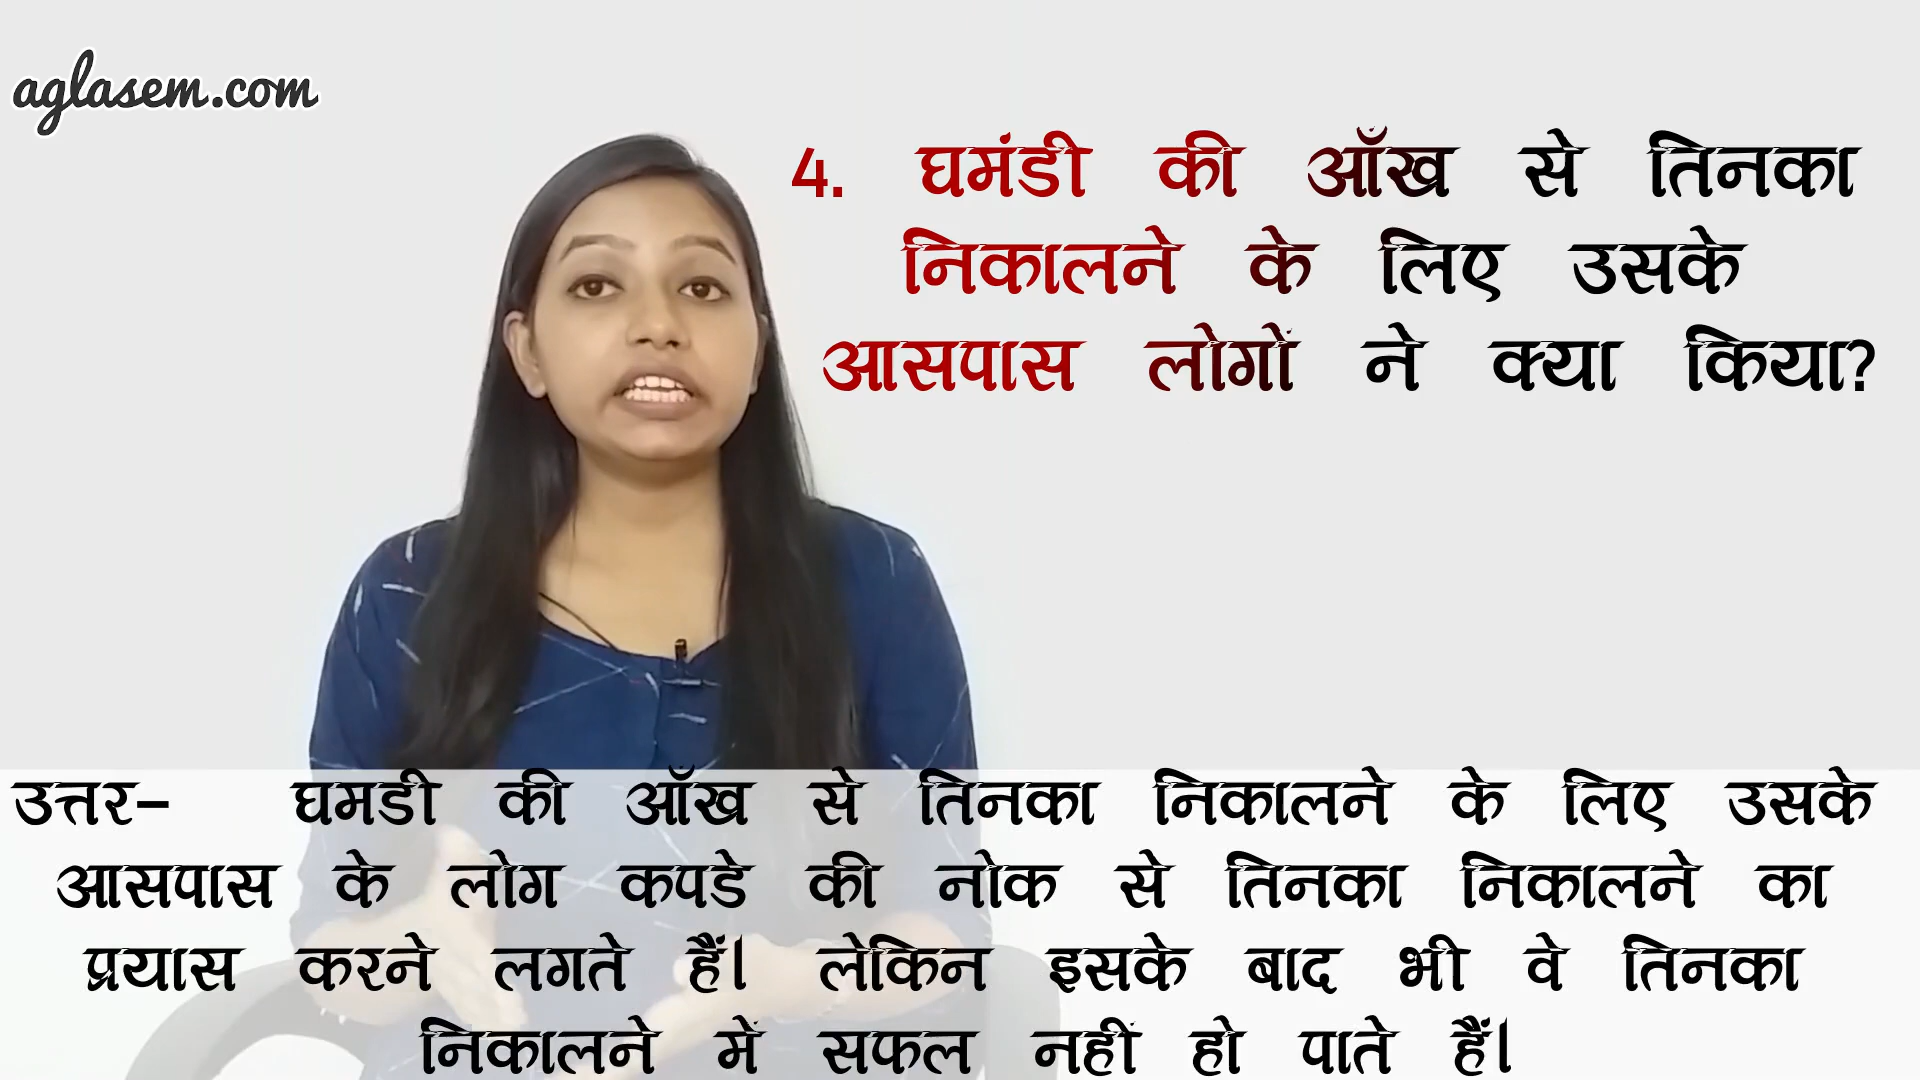 aglasem.com
4. घमंडी की आँख से तिनका
निकालने के लिए उसके
आसपास लोगों ने क्या किया?
उत्तर– घमडी की आँख से तिनका निकालने के लिए उसके
आसपास के लोग कपडे की नोक से तिनका निकालने का
प्रयास करने लगते हैं। लेकिन इसके बाद भी वे तिनका
निकालने में सफल नहीं हो पाते हैं।